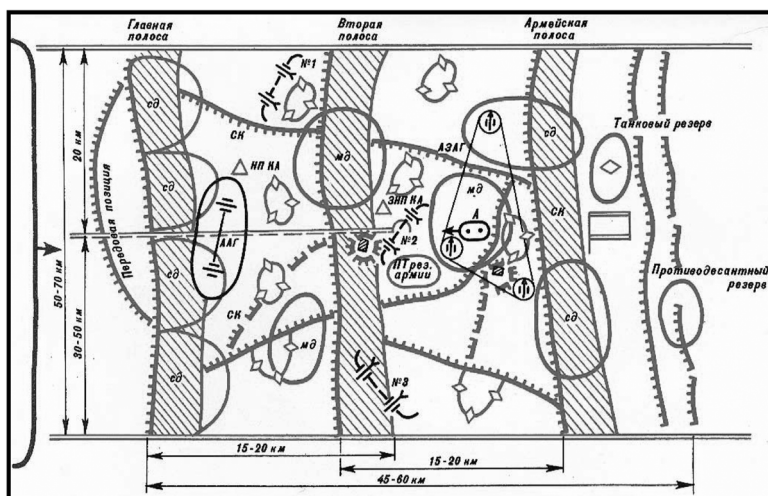 Главная
полоса
Вторая
полоса
Армейская
полоса
№1
сд
СК
АЗАГ
сд
Танковый резерв
20 км
Передовая позиция
НП КА
мд
мд
ЗНП КА
сд
ААГ
А
СК
№2
ПТрез.
армии
Противодесантный
резерв
50-70 км
30-50 км
сд
СК
мд
сд
сд
№3
15-20 км
15-20 км
45-60 км